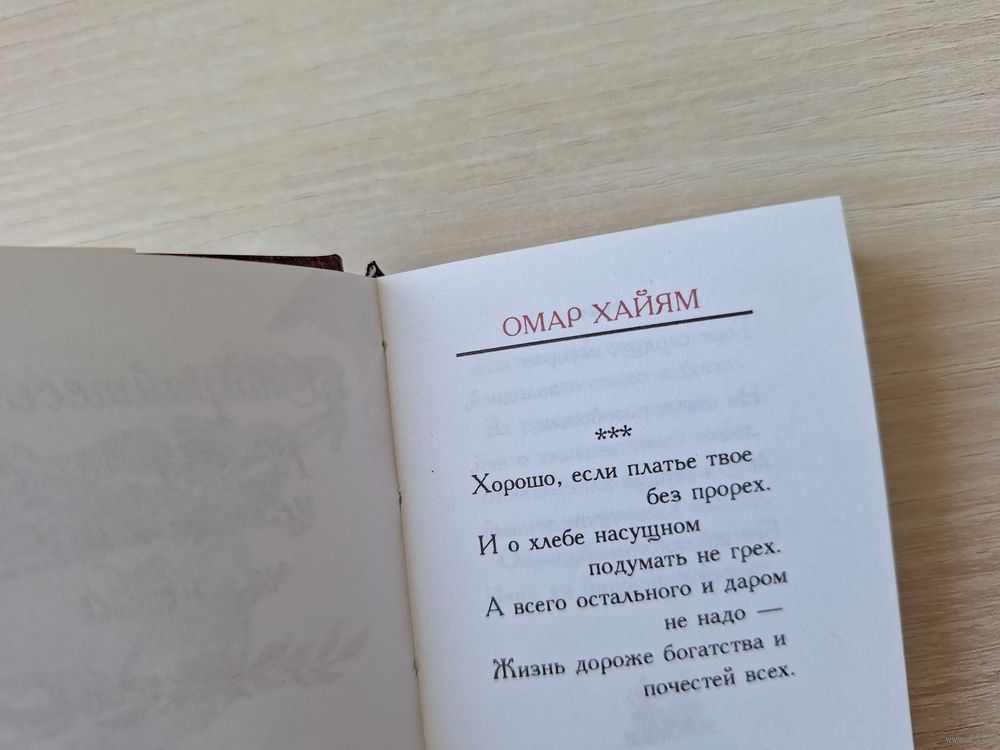 ОМАР ХАЙЯМ
***
Хорошо, если платье твое
без прорех.
И о хлебе насущном
подумать не грех.
А всего остального и даром
не надо —
Жизнь дороже богатства и
почестей всех.